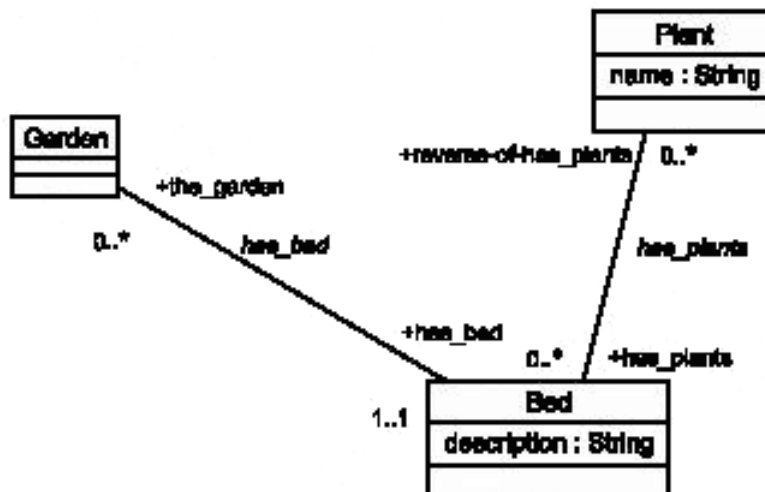 Plant
name : String
Garden
+reverse-of-has_plants
0..*
+the_garden
0..*
has_bed
has_plants
+has_bed
0..*
+has_plants
1..1
Bed
description : String